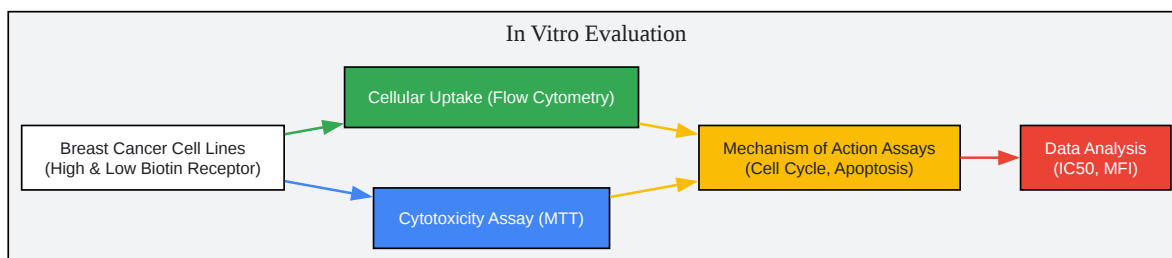 In Vitro Evaluation
Cellular Uptake (Flow Cytometry)
Breast Cancer Cell Lines
(High & Low Biotin Receptor)
Mechanism of Action Assays
(Cell Cycle, Apoptosis)
Data Analysis
(IC50, MFI)
Cytotoxicity Assay (MTT)